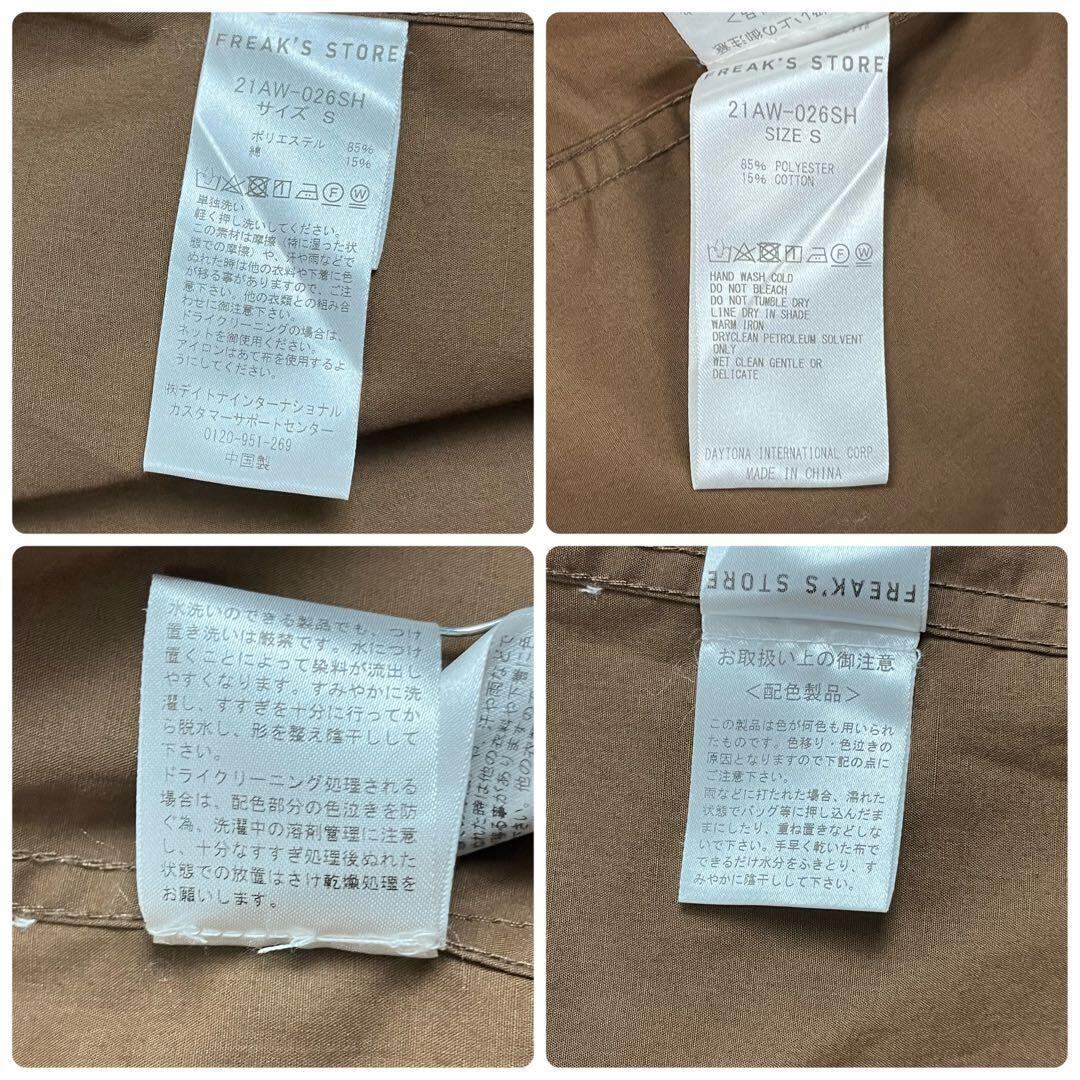 FREAK'S STORE
21AW-026SH
サイズ S
ポリエステル 85%
綿 15%
単独洗い
軽く押し洗いしてください。
この素材は摩擦(特に湿った状
態での摩擦)や、汗や雨などで
ぬれた時は他の衣料や下着に色
が移る事がありますので、ご注
意下さい。他の衣類との組み合
わせに御注意下さい。
ドライクリーニングの場合は、
ネットを御使用ください。
アイロンはあて布を使用するよ
うにしてください。
㈱デイトナインターナショナル
カスタマーサポートセンター
0120-951-269
中国製
FREAK'S STORE
21AW-026SH
SIZE S
85% POLYESTER
15% COTTON
HAND WASH COLD
DO NOT BLEACH
DO NOT TUMBLE DRY
LINE DRY IN SHADE
WARM IRON
DRYCLEAN PETROLEUM SOLVENT
ONLY
WET CLEAN GENTLE OR
DELICATE
DAYTONA INTERNATIONAL CORP.
MADE IN CHINA
水洗いのできる製品でも、つけ
置き洗いは厳禁です。水につけ
置くことによって染料が流出し
やすくなります。すみやかに洗
濯し、すすぎを十分に行ってか
ら脱水し、形を整え陰干しして
下さい。
ドライクリーニング処理される
場合は、配色部分の色泣きを防
ぐ為、洗濯中の溶剤管理に注意
し、十分なすすぎ処理後ぬれた
状態での放置はさけ乾燥処理を
お願いします。
FREAK'S STORE
お取扱い上の御注意
<配色製品>
この製品は色が何色も用いられ
たものです。色移り・色泣きの
原因となりますので下記の点に
ご注意下さい。
雨などに打たれた場合、濡れた
状態でバッグ等に押し込んだま
まにしたり、重ね置きなどしな
いで下さい。手早く乾いた布で
できるだけ水分をふきとり、す
みやかに陰干しして下さい。